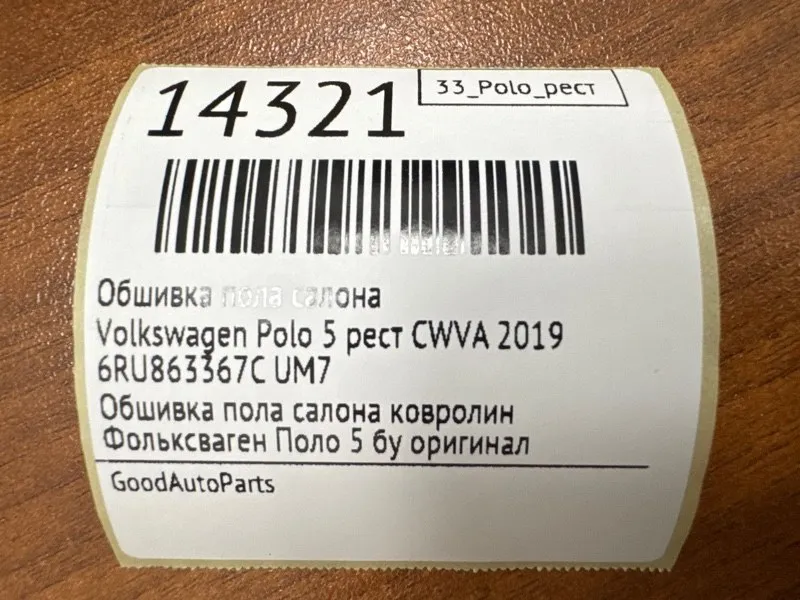 14321
33_Polo_рест
Обшивка пола салона
Volkswagen Polo 5 рест CWVA 2019
6RU863367C UM7
Обшивка пола салона ковролин
Фольксваген Поло 5 бу оригинал
GoodAutoParts